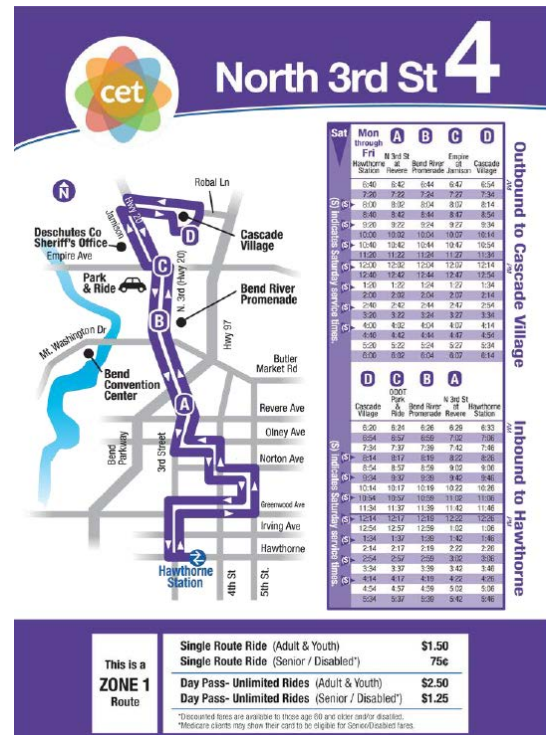 cet
North 3rd St 4
Sat
Mon through Fri
A
B
C
D
Hawthorne Station
N 3rd St at Revere
Bend River Promenade
Empire at Jamison
Cascade Village
6:40 6:42 6:44 6:47 6:54
7:20 7:22 7:24 7:27 7:34
(S) 8:00 8:02 8:04 8:07 8:14
8:40 8:42 8:44 8:47 8:54
(S) 9:20 9:22 9:24 9:27 9:34
10:00 10:02 10:04 10:07 10:14
(S) 10:40 10:42 10:44 10:47 10:54
11:20 11:22 11:24 11:27 11:34
(S) 12:00 12:02 12:04 12:07 12:14
12:40 12:42 12:44 12:47 12:54
(S) 1:20 1:22 1:24 1:27 1:34
2:00 2:02 2:04 2:07 2:14
(S) 2:40 2:42 2:44 2:47 2:54
3:20 3:22 3:24 3:27 3:34
(S) 4:00 4:02 4:04 4:07 4:14
4:40 4:42 4:44 4:47 4:54
5:20 5:22 5:24 5:27 5:34
6:00 6:02 6:04 6:07 6:14
AM
PM
(S) indicates Saturday service times.
Outbound to Cascade Village
D
C
B
A
Cascade Village
ODOT Park & Ride
Bend River Promenade
N 3rd St at Revere
Hawthorne Station
6:20 6:24 6:26 6:29 6:33
6:54 6:57 6:59 7:02 7:06
7:34 7:37 7:39 7:42 7:46
(S) 8:14 8:17 8:19 8:22 8:26
8:54 8:57 8:59 9:02 9:06
(S) 9:34 9:37 9:39 9:42 9:46
10:14 10:17 10:19 10:22 10:26
(S) 10:54 10:57 10:59 11:02 11:06
11:34 11:37 11:39 11:42 11:46
(S) 12:14 12:17 12:19 12:22 12:26
12:54 12:57 12:59 1:02 1:06
(S) 1:34 1:37 1:39 1:42 1:46
2:14 2:17 2:19 2:22 2:26
(S) 2:54 2:57 2:59 3:02 3:06
3:34 3:37 3:39 3:42 3:46
(S) 4:14 4:17 4:19 4:22 4:26
4:54 4:57 4:59 5:02 5:06
5:34 5:37 5:39 5:42 5:46
AM
PM
(S) indicates Saturday service times.
Inbound to Hawthorne
N
Robal Ln
Hwy 20
Jamison
Deschutes Co
Sheriff's Office
Empire Ave
D
Cascade
Village
C
Park
& Ride
N. 3rd (Hwy 20)
Bend River
Promenade
B
Hwy 97
Mt. Washington Dr
Butler
Market Rd
Bend
Convention
Center
A
Revere Ave
Bend
Parkway
3rd Street
Olney Ave
Norton Ave
Greenwood Ave
Irving Ave
Hawthorne
Hawthorne
Station
4th St
5th St.
This is a
ZONE 1
Route
Single Route Ride (Adult & Youth) $1.50
Single Route Ride (Senior / Disabled*) 75¢
Day Pass- Unlimited Rides (Adult & Youth) $2.50
Day Pass- Unlimited Rides (Senior / Disabled*) $1.25
*Discounted fares are available to those age 60 and older and/or disabled.
*Medicare clients may show their card to be eligible for Senior/Disabled fares.